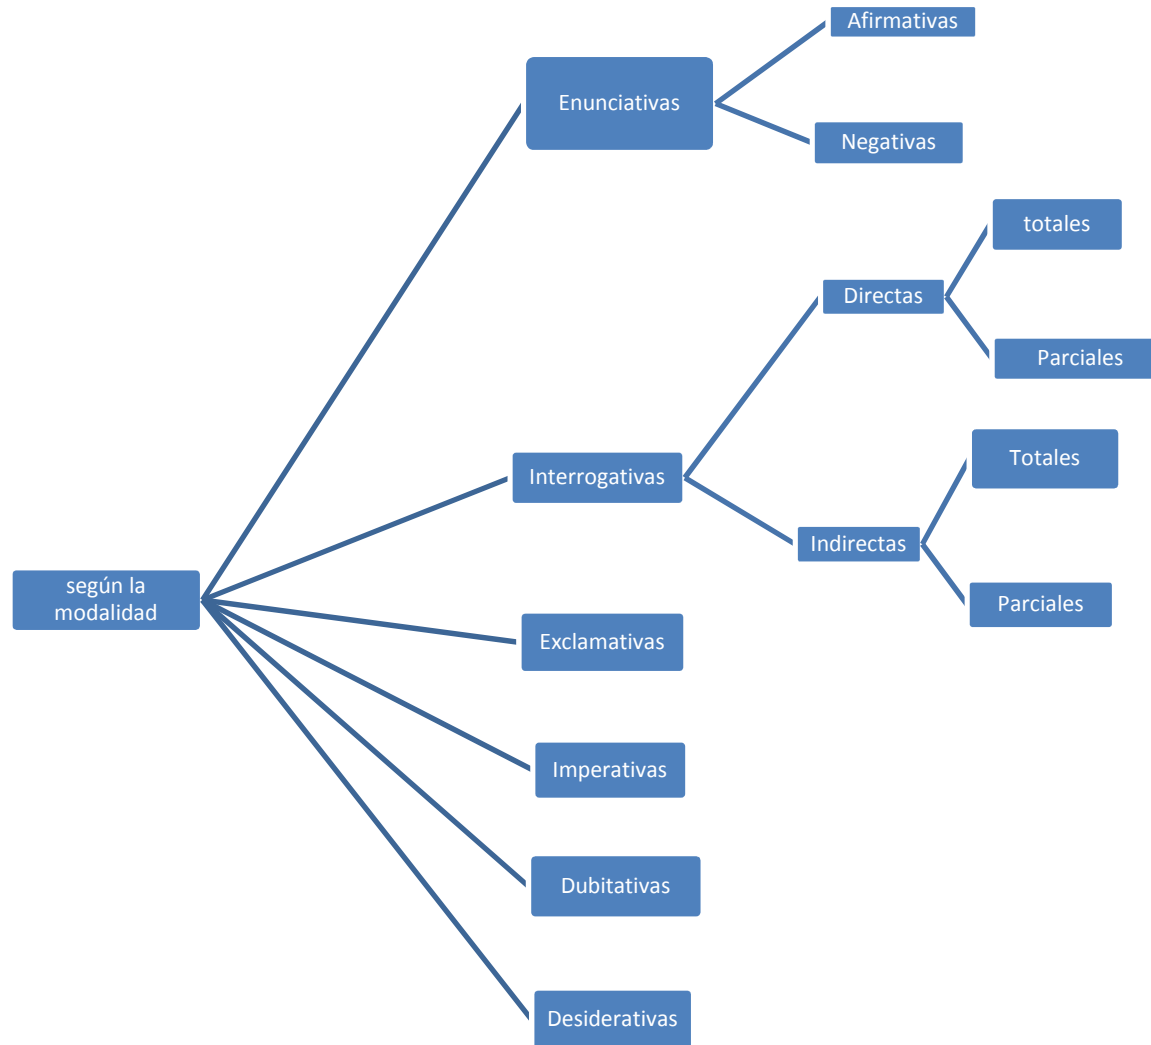 Afirmativas
Enunciativas
Negativas
totales
Directas
Parciales
Totales
Interrogativas
Indirectas
Parciales
según la
modalidad
Exclamativas
Imperativas
Dubitativas
Desiderativas